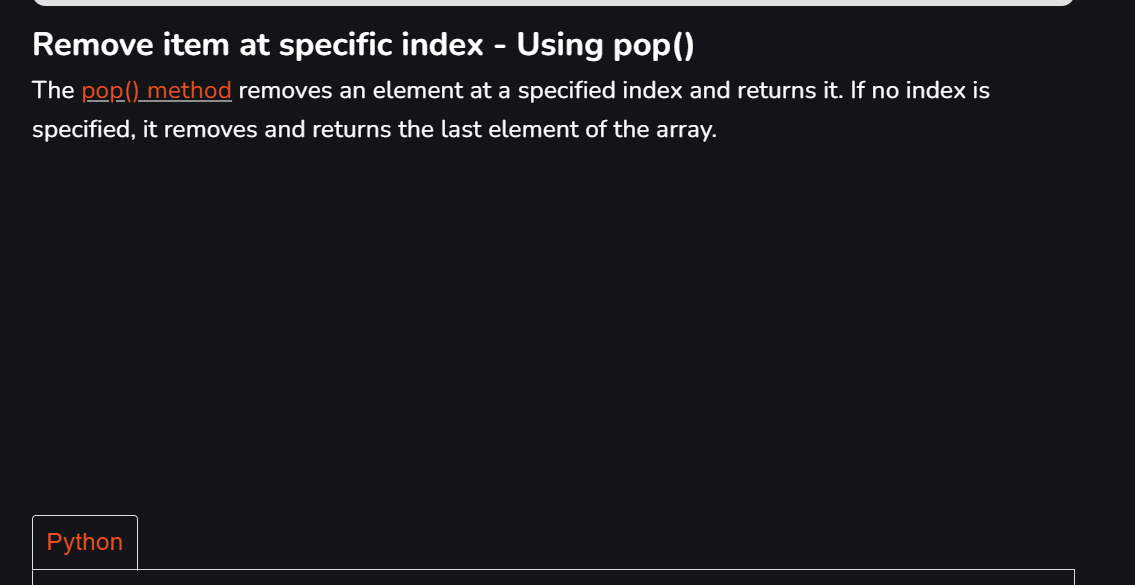 Remove item at specific index - Using pop()
The pop() method removes an element at a specified index and returns it. If no index is
specified, it removes and returns the last element of the array.
Python